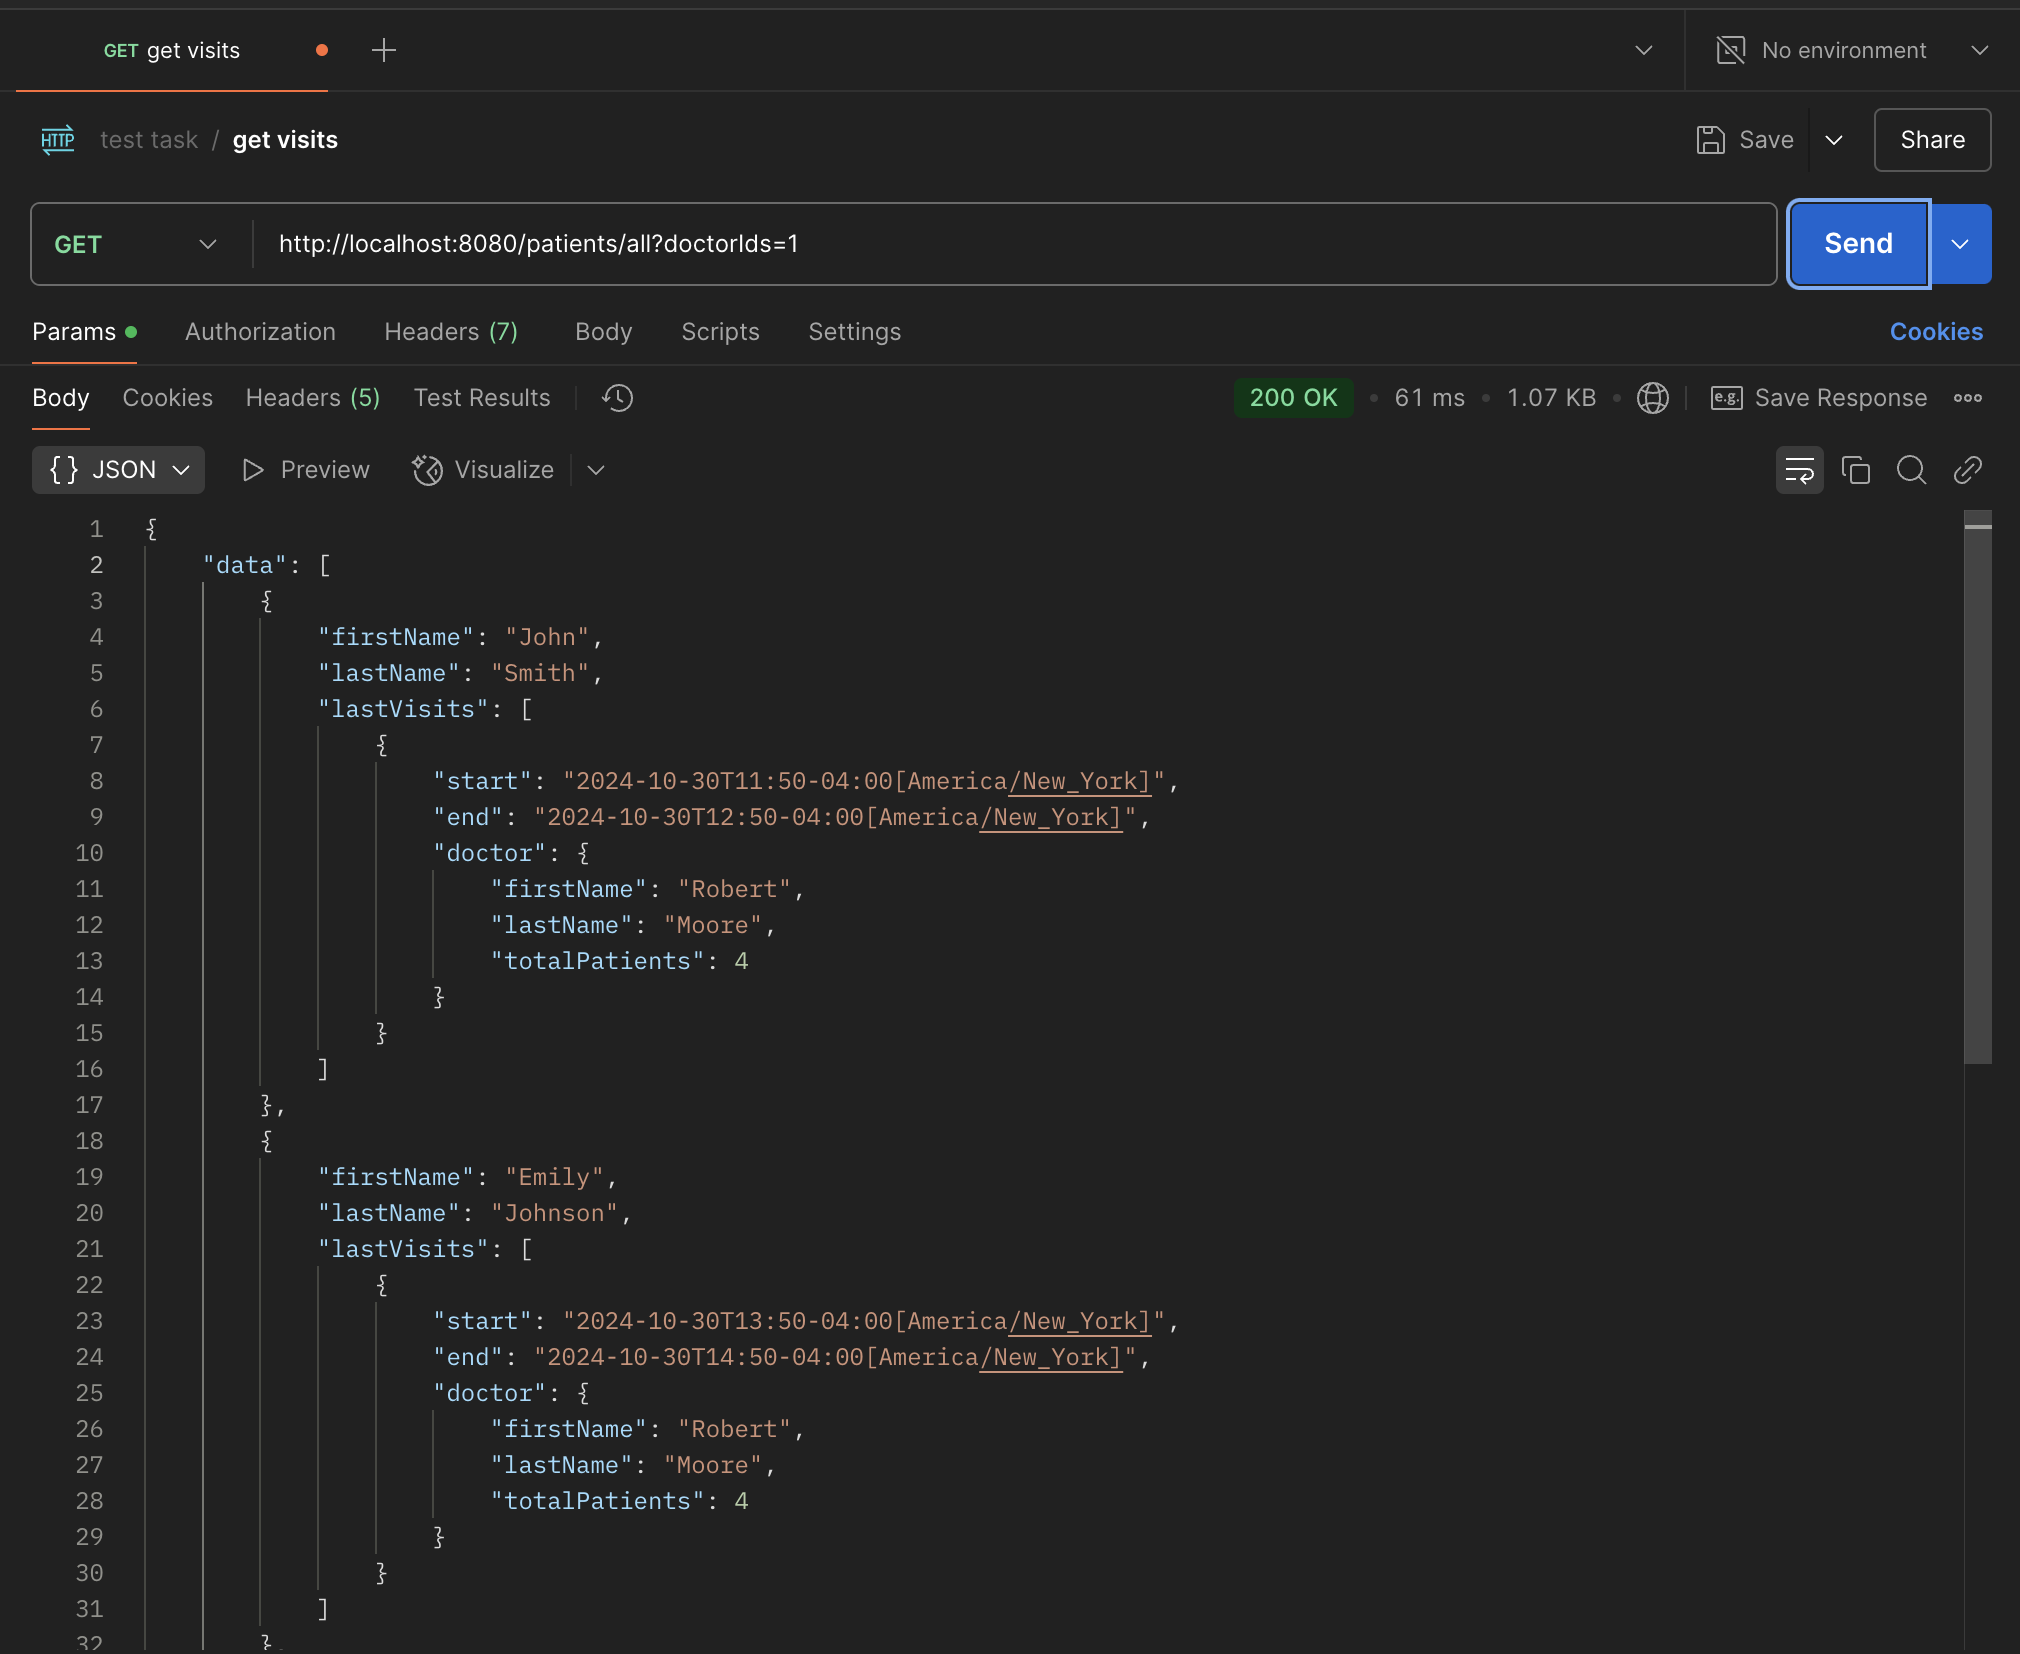 GET get visits
No environment
HTTP test task / get visits
Save
Share
GET http://localhost:8080/patients/all?doctorIds=1
Send
Params Authorization Headers (7) Body Scripts Settings Cookies
Body Cookies Headers (5) Test Results 200 OK • 61 ms • 1.07 KB • e.g. Save Response
{ } JSON Preview Visualize
1 {
2 "data": [
3 {
4 "firstName": "John",
5 "lastName": "Smith",
6 "lastVisits": [
7 {
8 "start": "2024-10-30T11:50-04:00[America/New_York]",
9 "end": "2024-10-30T12:50-04:00[America/New_York]",
10 "doctor": {
11 "firstName": "Robert",
12 "lastName": "Moore",
13 "totalPatients": 4
14 }
15 }
16 ]
17 },
18 {
19 "firstName": "Emily",
20 "lastName": "Johnson",
21 "lastVisits": [
22 {
23 "start": "2024-10-30T13:50-04:00[America/New_York]",
24 "end": "2024-10-30T14:50-04:00[America/New_York]",
25 "doctor": {
26 "firstName": "Robert",
27 "lastName": "Moore",
28 "totalPatients": 4
29 }
30 }
31 ]
32 },